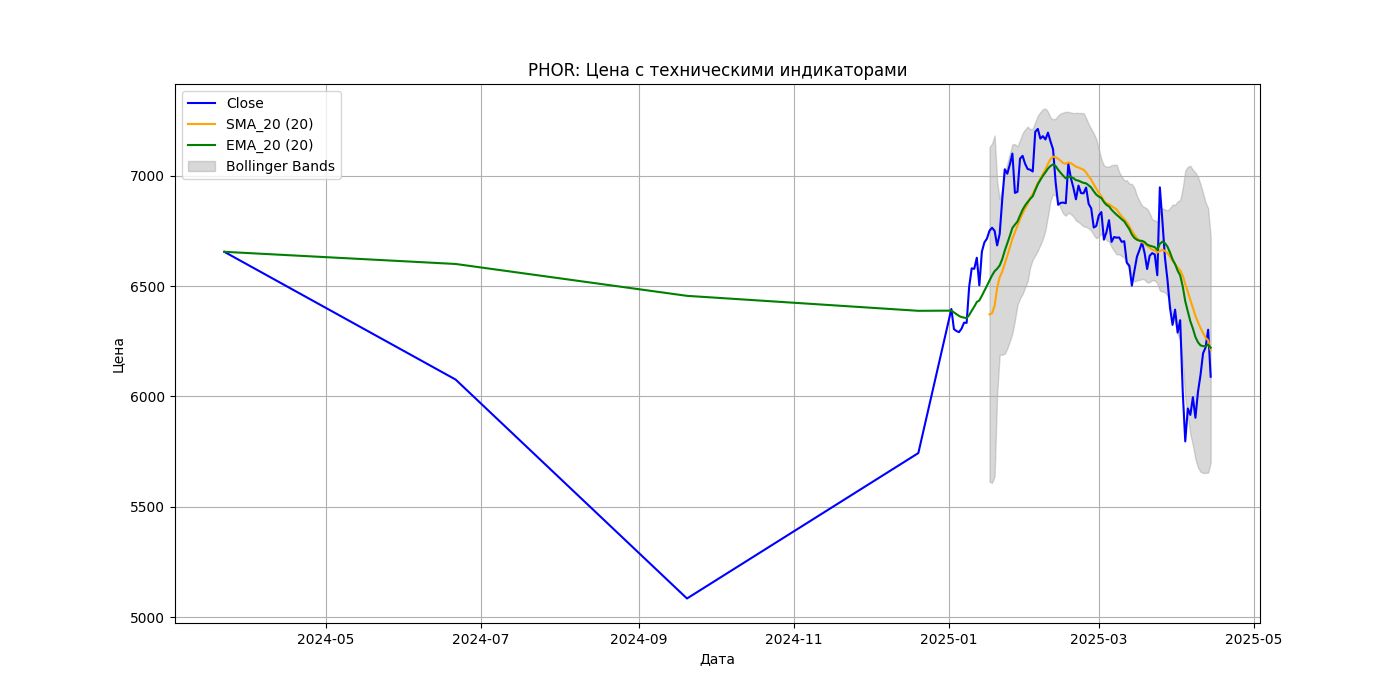 PHOR: Цена с техническими индикаторами
Close
SMA_20 (20)
EMA_20 (20)
Bollinger Bands
Цена
7000
6500
6000
5500
5000
2024-05
2024-07
2024-09
2024-11
2025-01
2025-03
2025-05
Дата